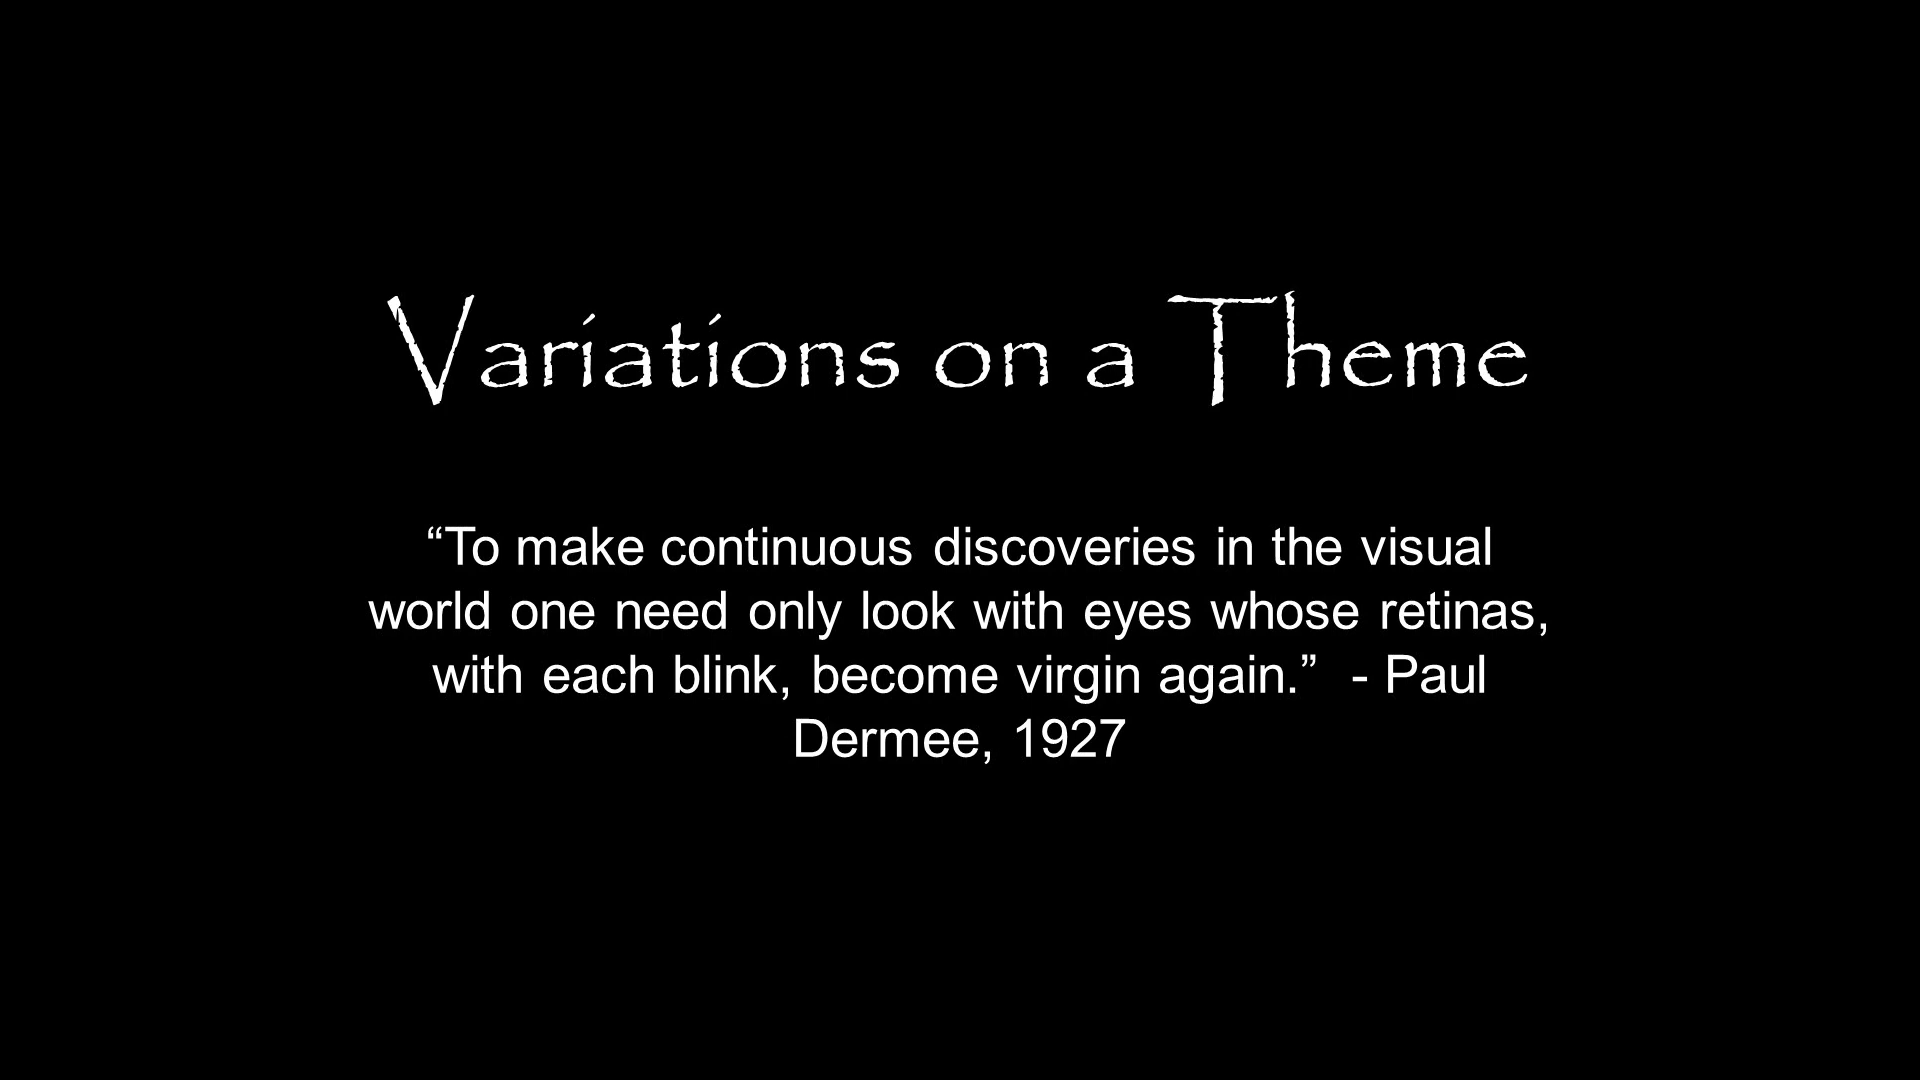 Variations on a Theme
“To make continuous discoveries in the visual
world one need only look with eyes whose retinas,
with each blink, become virgin again.”  - Paul
Dermee, 1927